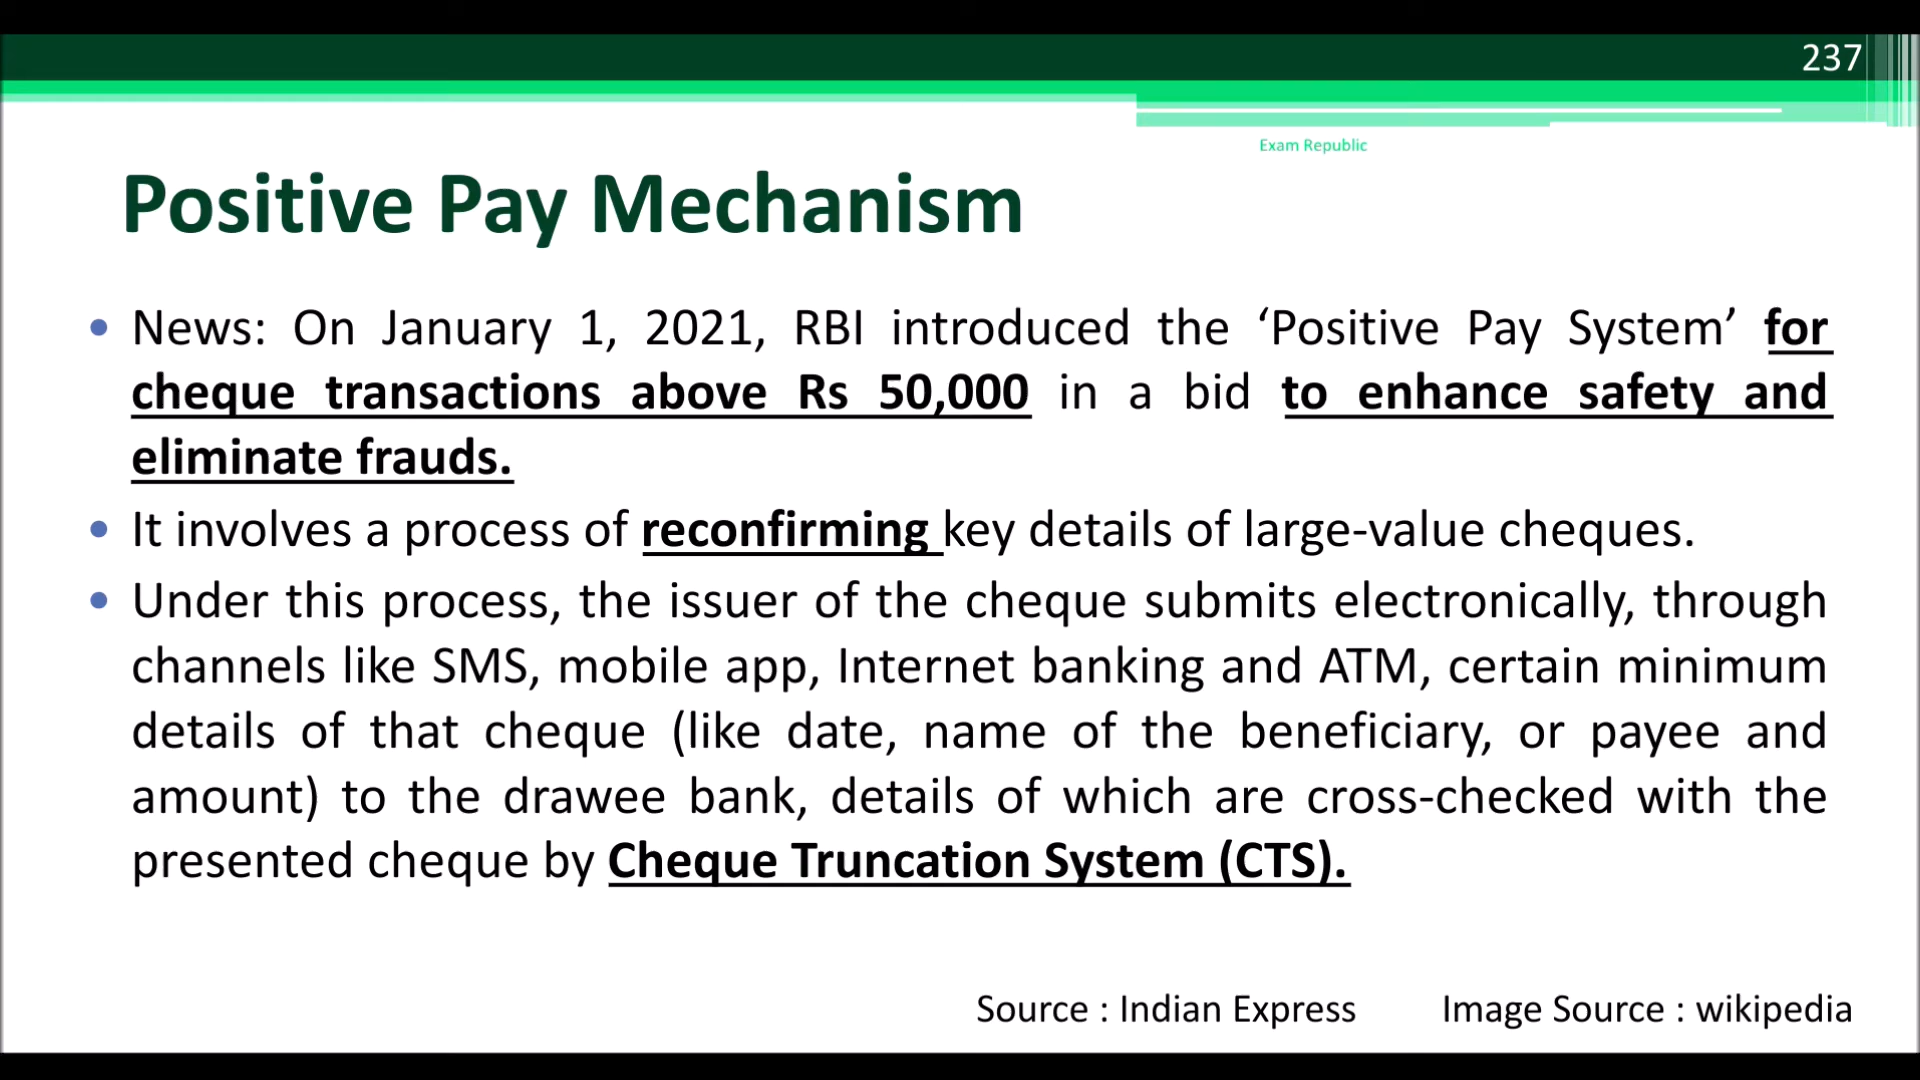 237
Exam Republic
Positive Pay Mechanism
• News: On January 1, 2021, RBI introduced the ‘Positive Pay System’ for
cheque transactions above Rs 50,000 in a bid to enhance safety and
eliminate frauds.
• It involves a process of reconfirming key details of large-value cheques.
• Under this process, the issuer of the cheque submits electronically, through
channels like SMS, mobile app, Internet banking and ATM, certain minimum
details of that cheque (like date, name of the beneficiary, or payee and
amount) to the drawee bank, details of which are cross-checked with the
presented cheque by Cheque Truncation System (CTS).
Source : Indian Express Image Source : wikipedia